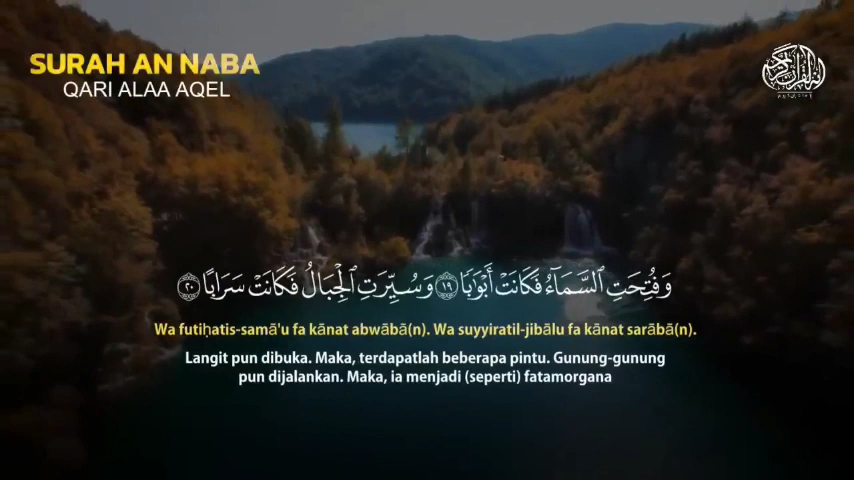 SURAH AN NABA
QARI ALAA AQEL
القرآن الكريم
وَفُتِحَتِ ٱلسَّمَآءُ فَكَانَتْ أَبْوَٰبًا ١٩ وَسُيِّرَتِ ٱلْجِبَالُ فَكَانَتْ سَرَابًا ٢٠
Wa futiḥatis-samā'u fa kānat abwābā(n). Wa suyyiratil-jibālu fa kānat sarābā(n).
Langit pun dibuka. Maka, terdapatlah beberapa pintu. Gunung-gunung
pun dijalankan. Maka, ia menjadi (seperti) fatamorgana